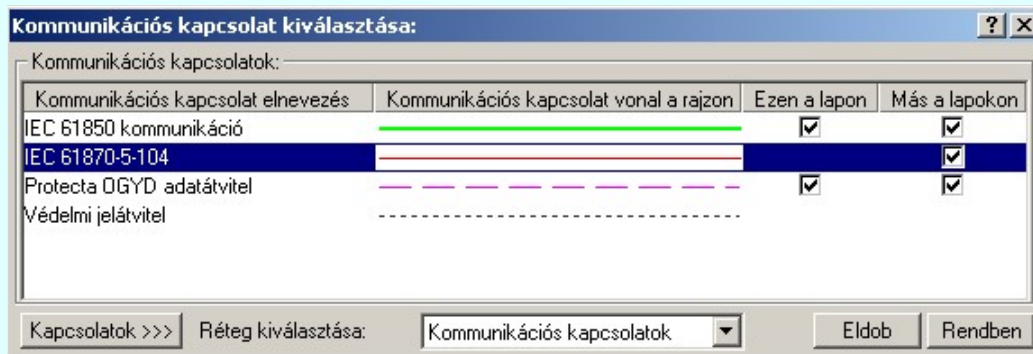 Kommunikációs kapcsolat kiválasztása:
Kommunikációs kapcsolatok:
Kommunikációs kapcsolat elnevezés Kommunikációs kapcsolat vonal a rajzon Ezen a lapon Más a lapokon
IEC 61850 kommunikáció
IEC 61870-5-104
Protecta OGYD adatátvitel
Védelmi jelátvitel
Kapcsolatok >>> Réteg kiválasztása: Kommunikációs kapcsolatok Eldob Rendben